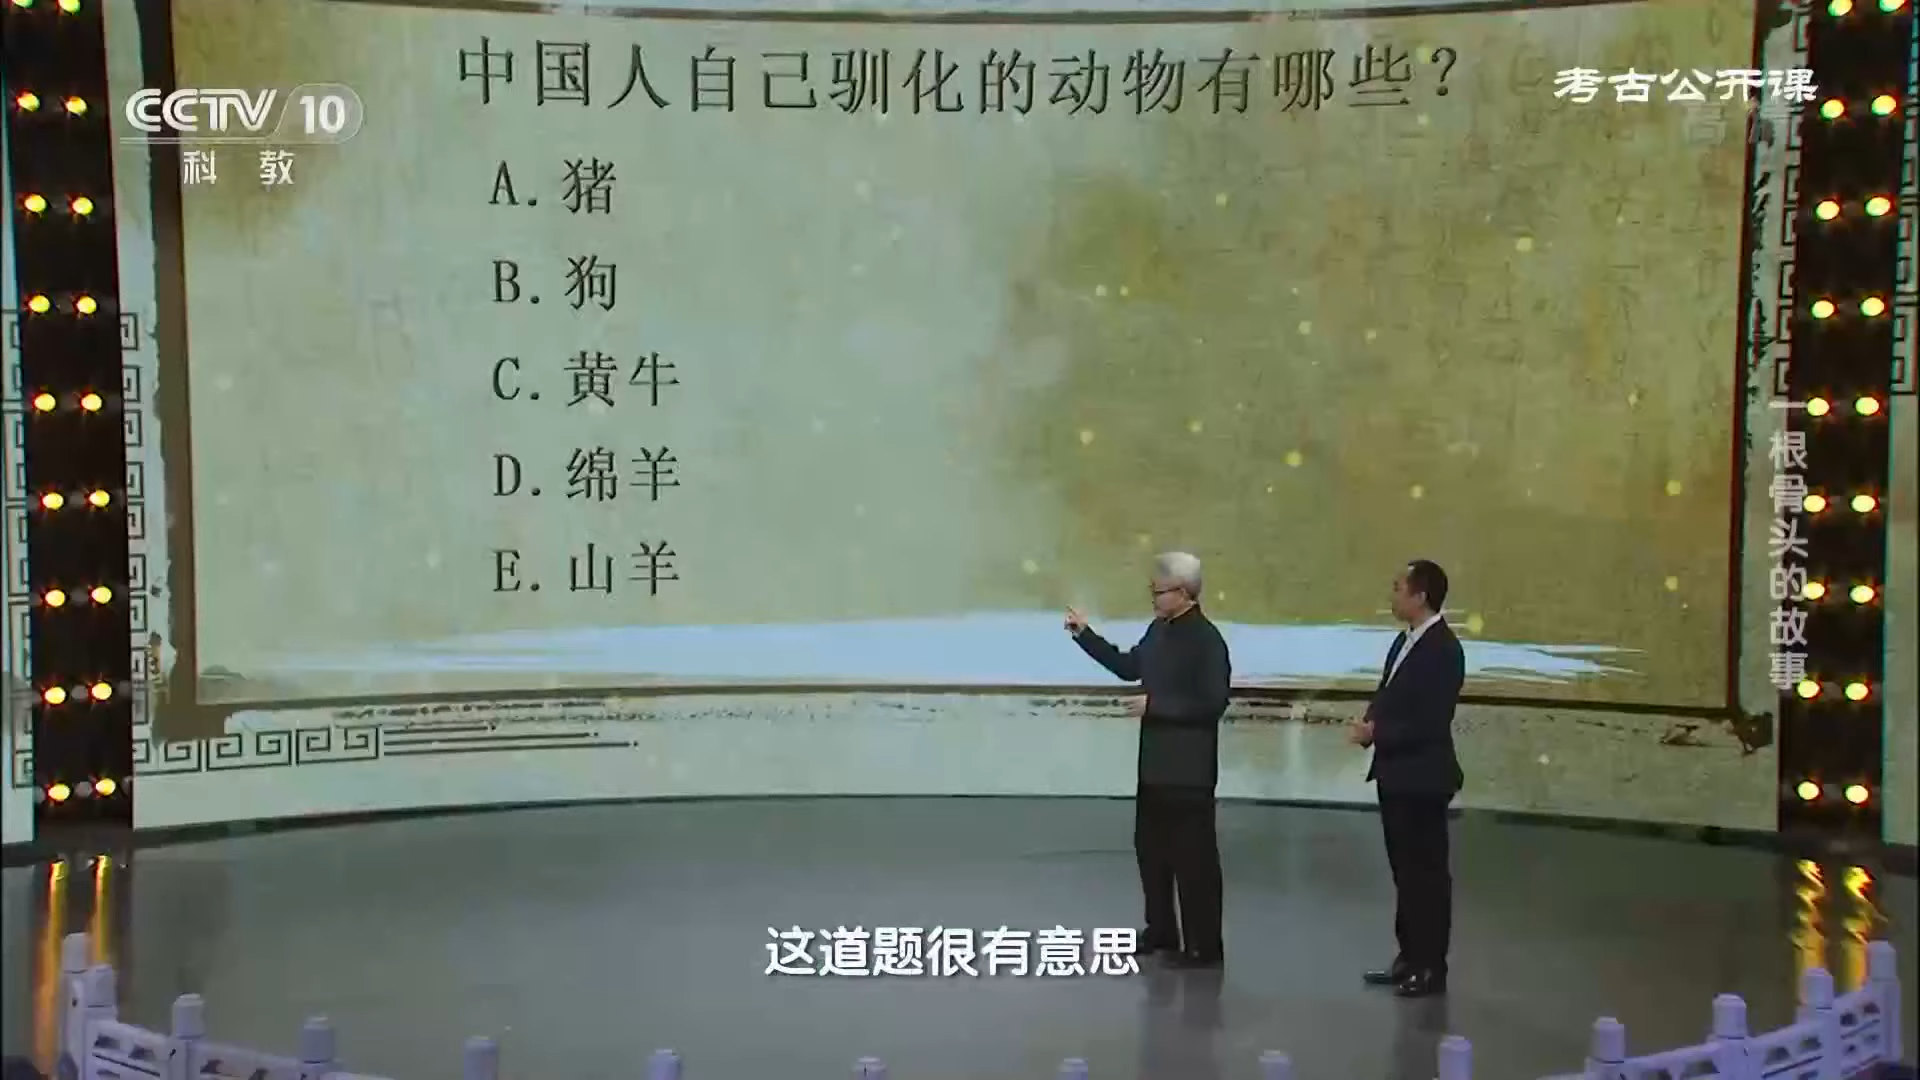 中国人自己驯化的动物有哪些？
CCTV 10
科 教
考古公开课
A. 猪
B. 狗
C. 黄牛
D. 绵羊
E. 山羊
一根骨头的故事
这道题很有意思